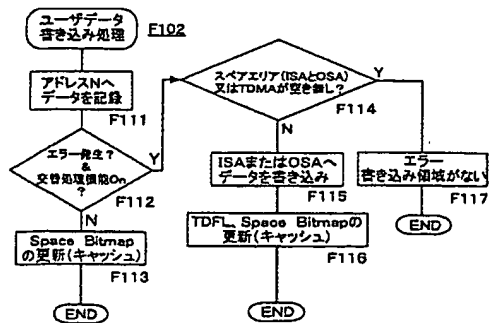 ユーザデータ
書き込み処理
F102
アドレスNへ
データを記録
F111
エラー発生?
&
交替処理機能On
?
Y
F112
N
Space Bitmap
の更新(キャッシュ)
F113
END
スペアエリア(ISAとOSA)
又はTDMAが空き無し?
Y
F114
N
ISAまたはOSAへ
データを書き込み
F115
TDFL、Space Bitmapの
更新(キャッシュ)
F116
END
エラー
書き込み領域がない
F117
END